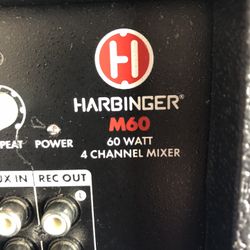 H
HARBINGER®
M60
60 WATT
4 CHANNEL MIXER
PEAT
POWER
UX IN
REC OUT